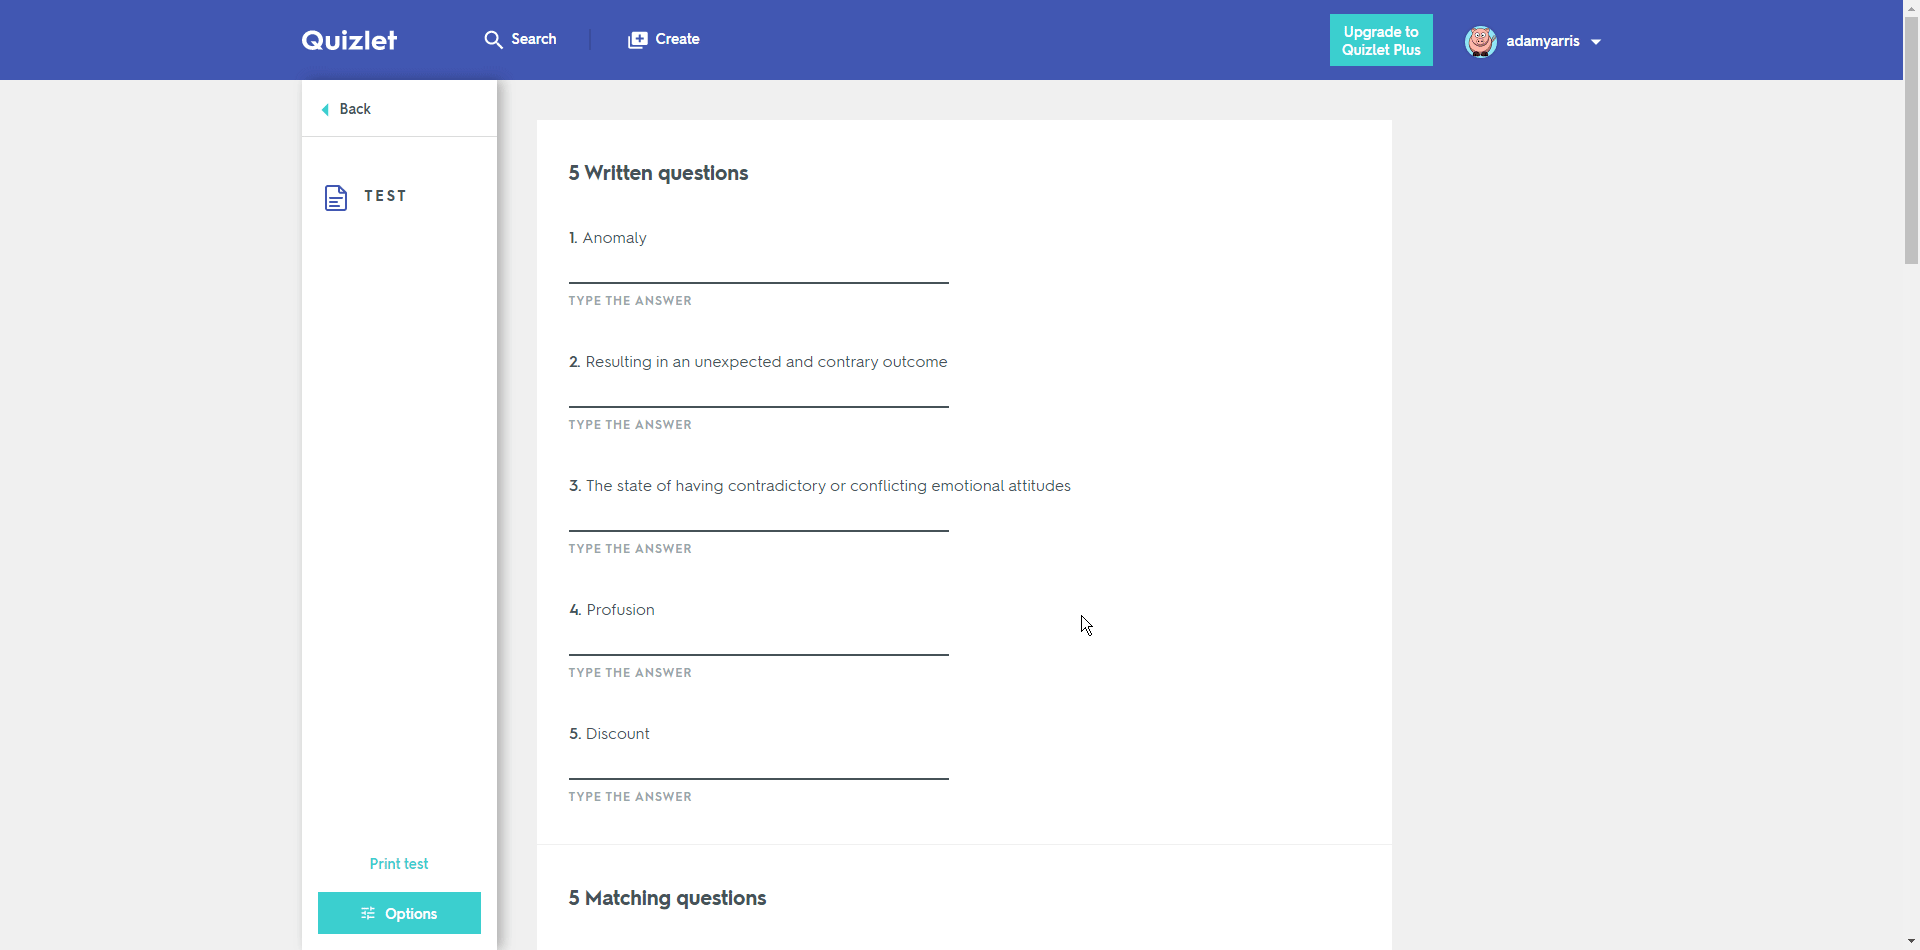 Quizlet
Search
Create
Upgrade to
Quizlet Plus
adamyarris
Back
TEST
5 Written questions
1. Anomaly
TYPE THE ANSWER
2. Resulting in an unexpected and contrary outcome
TYPE THE ANSWER
3. The state of having contradictory or conflicting emotional attitudes
TYPE THE ANSWER
4. Profusion
TYPE THE ANSWER
5. Discount
TYPE THE ANSWER
Print test
Options
5 Matching questions